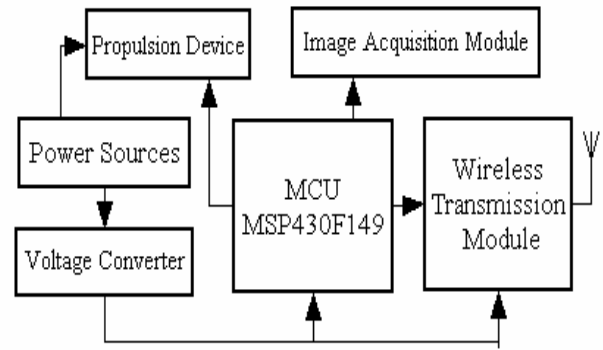 Propulsion Device
Image Acquisition Module
Power Sources
MCU
MSP430F149
Wireless
Transmission
Module
Voltage Converter